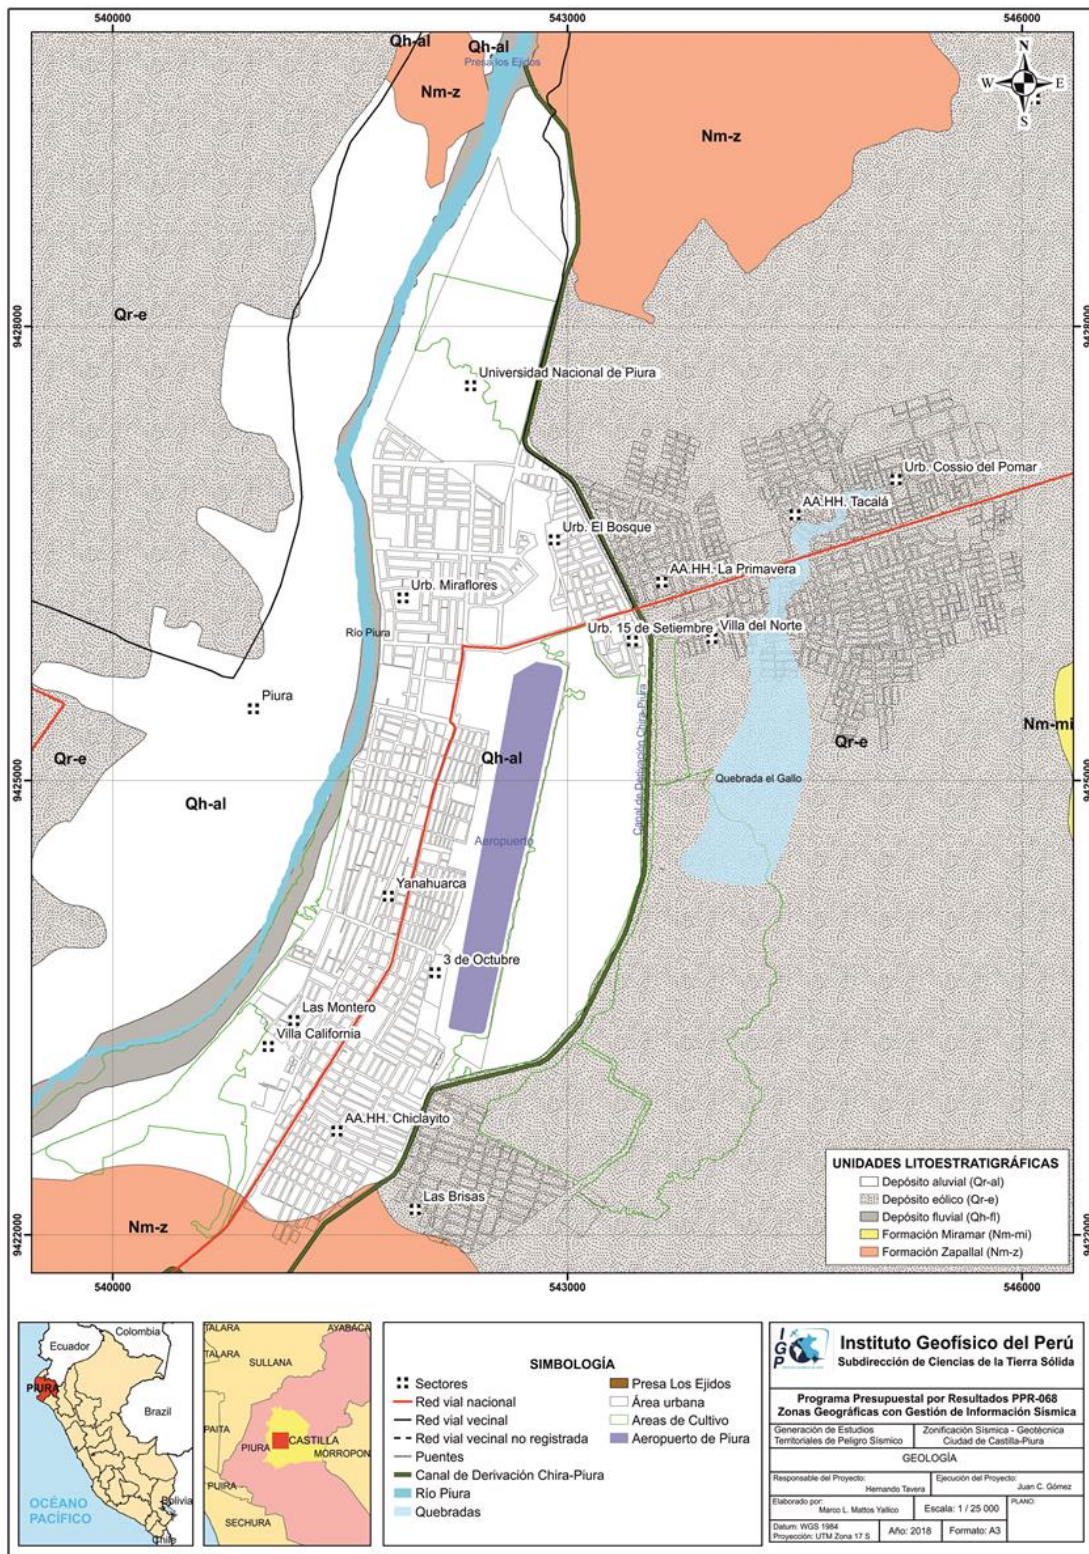 540000
543000
546000
Qh-al
Qh-al
Presa los Ejidos
N
W
E
S
Nm-z
Nm-z
Qr-e
9428000
9428000
Universidad Nacional de Piura
Urb. Cossio del Pomar
AA.HH. Tacalá
Urb. El Bosque
AA.HH. La Primavera
Urb. Miraflores
Río Piura
Urb. 15 de Setiembre
Villa del Norte
Piura
Canal de Derivación Chira-Piura
Nm-mi
Qr-e
Qh-al
Qr-e
Qh-al
Quebrada el Gallo
9425000
9425000
Aeropuerto
Yanahuarca
3 de Octubre
Las Montero
Villa California
AA.HH. Chiclayito
Las Brisas
Nm-z
9422000
9422000
UNIDADES LITOESTRATIGRÁFICAS
Depósito aluvial (Qr-al)
Depósito eólico (Qr-e)
Depósito fluvial (Qh-fl)
Formación Miramar (Nm-mi)
Formación Zapallal (Nm-z)
540000
543000
546000
Ecuador
Colombia
PIURA
Brazil
OCÉANO
PACÍFICO
Bolivia
Chile
TALARA
AYABACA
TALARA
SULLANA
PAITA
PIURA
CASTILLA
MORROPON
PIURA
SECHURA
SIMBOLOGÍA
Sectores
Red vial nacional
Red vial vecinal
Red vial vecinal no registrada
Puentes
Canal de Derivación Chira-Piura
Río Piura
Quebradas
Presa Los Ejidos
Área urbana
Areas de Cultivo
Aeropuerto de Piura
IGP
Instituto Geofísico del Perú
Subdirección de Ciencias de la Tierra Sólida
Programa Presupuestal por Resultados PPR-068
Zonas Geográficas con Gestión de Información Sísmica
Generación de Estudios
Territoriales de Peligro Sísmico
Zonificación Sísmica - Geotécnica
Ciudad de Castilla-Piura
GEOLOGÍA
Responsable del Proyecto:
Hernando Tavera
Ejecución del Proyecto:
Juan C. Gómez
Elaborado por:
Marco L. Mattos Yallico
Escala: 1 / 25 000
PLANO:
Datum: WGS 1984
Proyección: UTM Zona 17 S
Año: 2018
Formato: A3